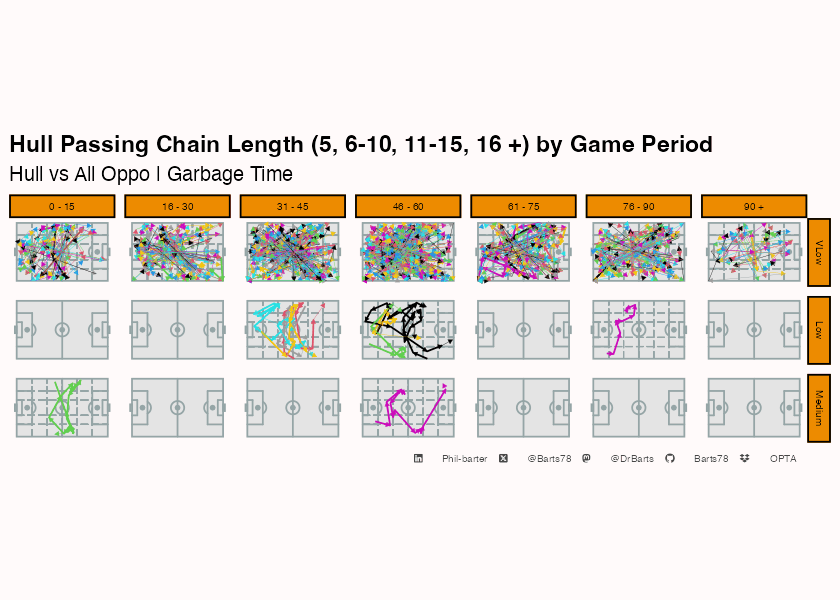 Hull Passing Chain Length (5, 6-10, 11-15, 16 +) by Game Period
Hull vs All Oppo | Garbage Time
0 - 15
16 - 30
31 - 45
46 - 60
61 - 75
76 - 90
90 +
VLow
Low
Medium
Phil-barter @Barts78 @DrBarts Barts78 OPTA